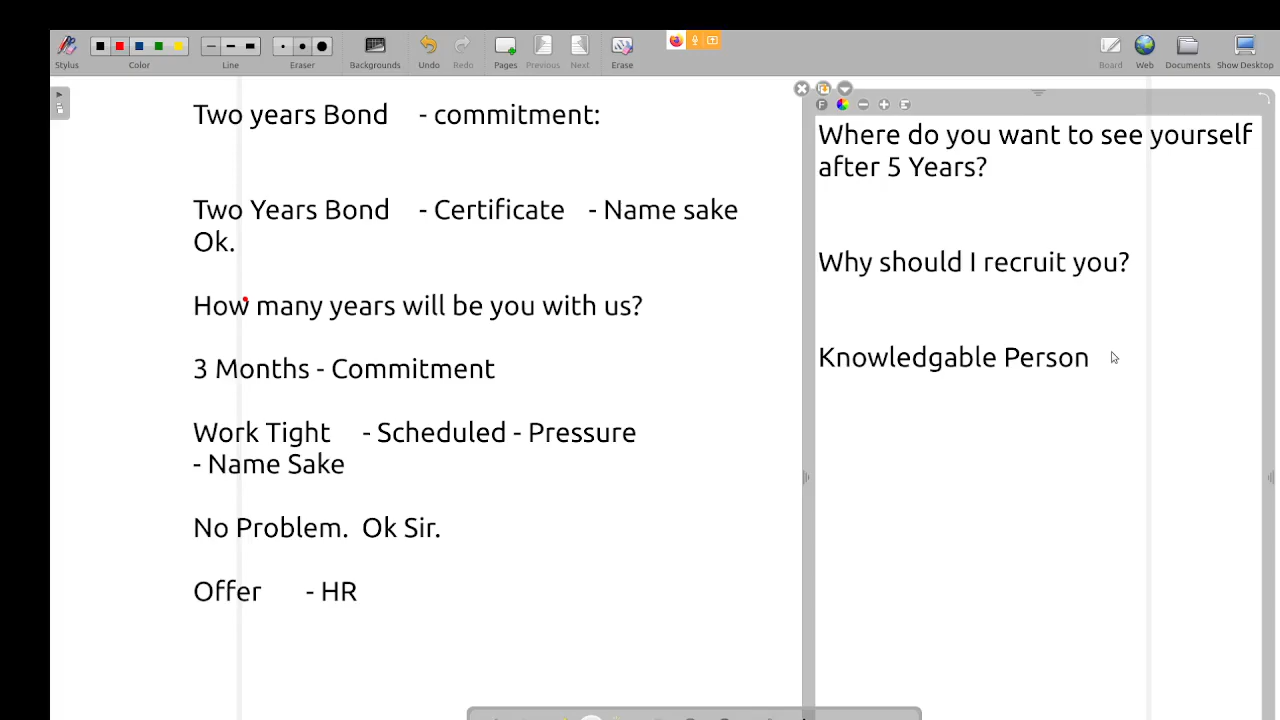 Stylus
Color
Line
Eraser
Backgrounds
Undo
Redo
Pages
Previous
Next
Erase
Board
Web
Documents
Show Desktop
Two years Bond - commitment:
Two Years Bond - Certificate - Name sake
Ok.
How many years will be you with us?
3 Months - Commitment
Work Tight - Scheduled - Pressure
- Name Sake
No Problem. Ok Sir.
Offer - HR
F
Where do you want to see yourself
after 5 Years?
Why should I recruit you?
Knowledgable Person